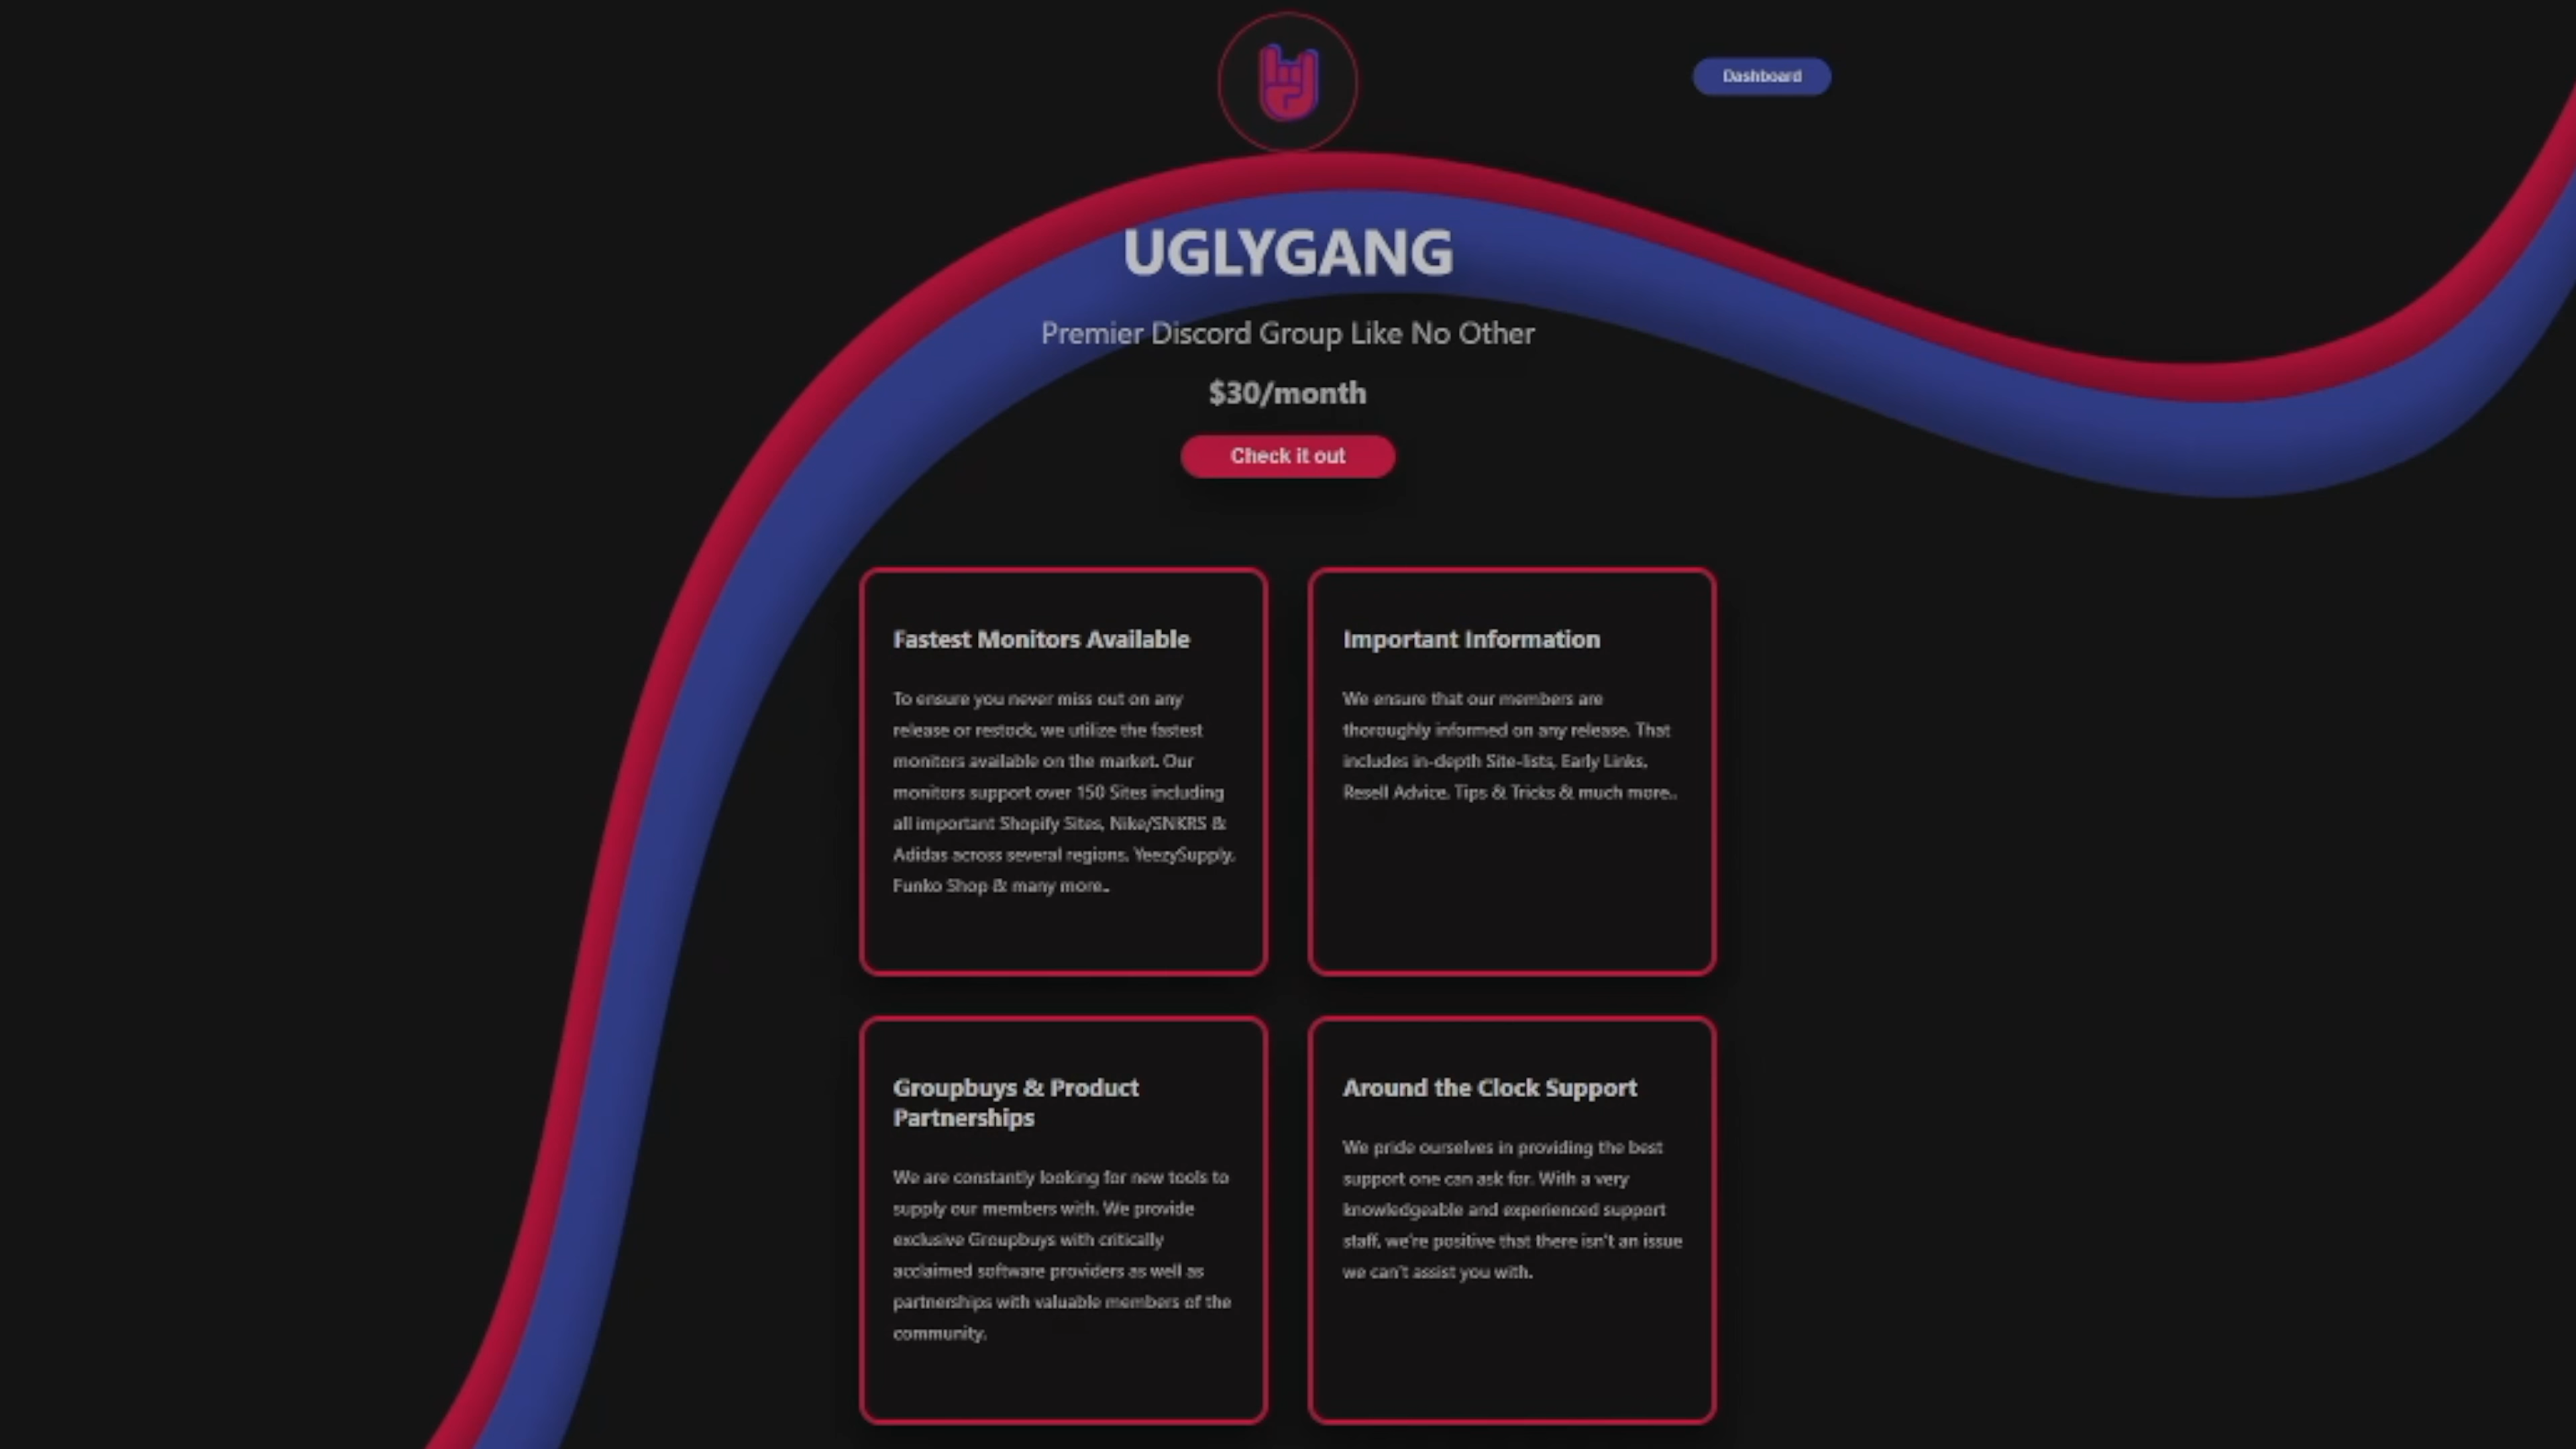 Dashboard
UGLYGANG
Premier Discord Group Like No Other
$30/month
Check it out
Fastest Monitors Available
To ensure you never miss out on any
release or restock, we utilize the fastest
monitors available on the market. Our
monitors support over 150 Sites including
all important Shopify Sites, Nike/SNKRS &
Adidas across several regions, YeezySupply,
Funko Shop & many more..
Important Information
We ensure that our members are
thoroughly informed on any release. That
includes in-depth Site-lists, Early Links,
Resell Advice, Tips & Tricks & much more..
Groupbuys & Product
Partnerships
We are constantly looking for new tools to
supply our members with. We provide
exclusive Groupbuys with critically
acclaimed software providers as well as
partnerships with valuable members of the
community.
Around the Clock Support
We pride ourselves in providing the best
support one can ask for. With a very
knowledgeable and experienced support
staff, we're positive that there isn't an issue
we can't assist you with.